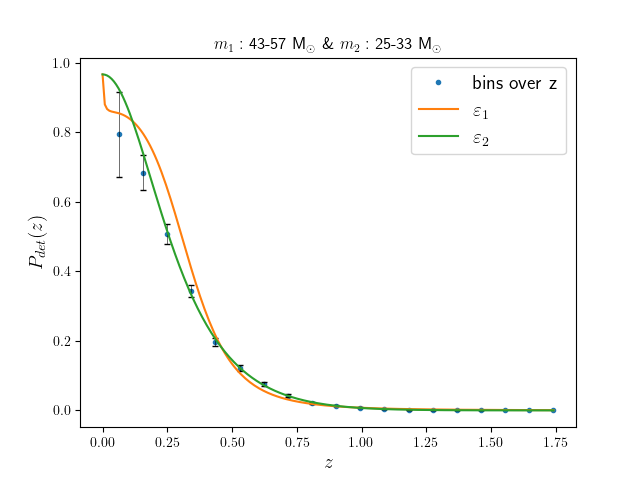 m₁ : 43-57 M☉ & m₂ : 25-33 M☉
1.0
0.8
0.6
0.4
0.2
0.0
P_det(z)
bins over z
ε₁
ε₂
0.00 0.25 0.50 0.75 1.00 1.25 1.50 1.75
z